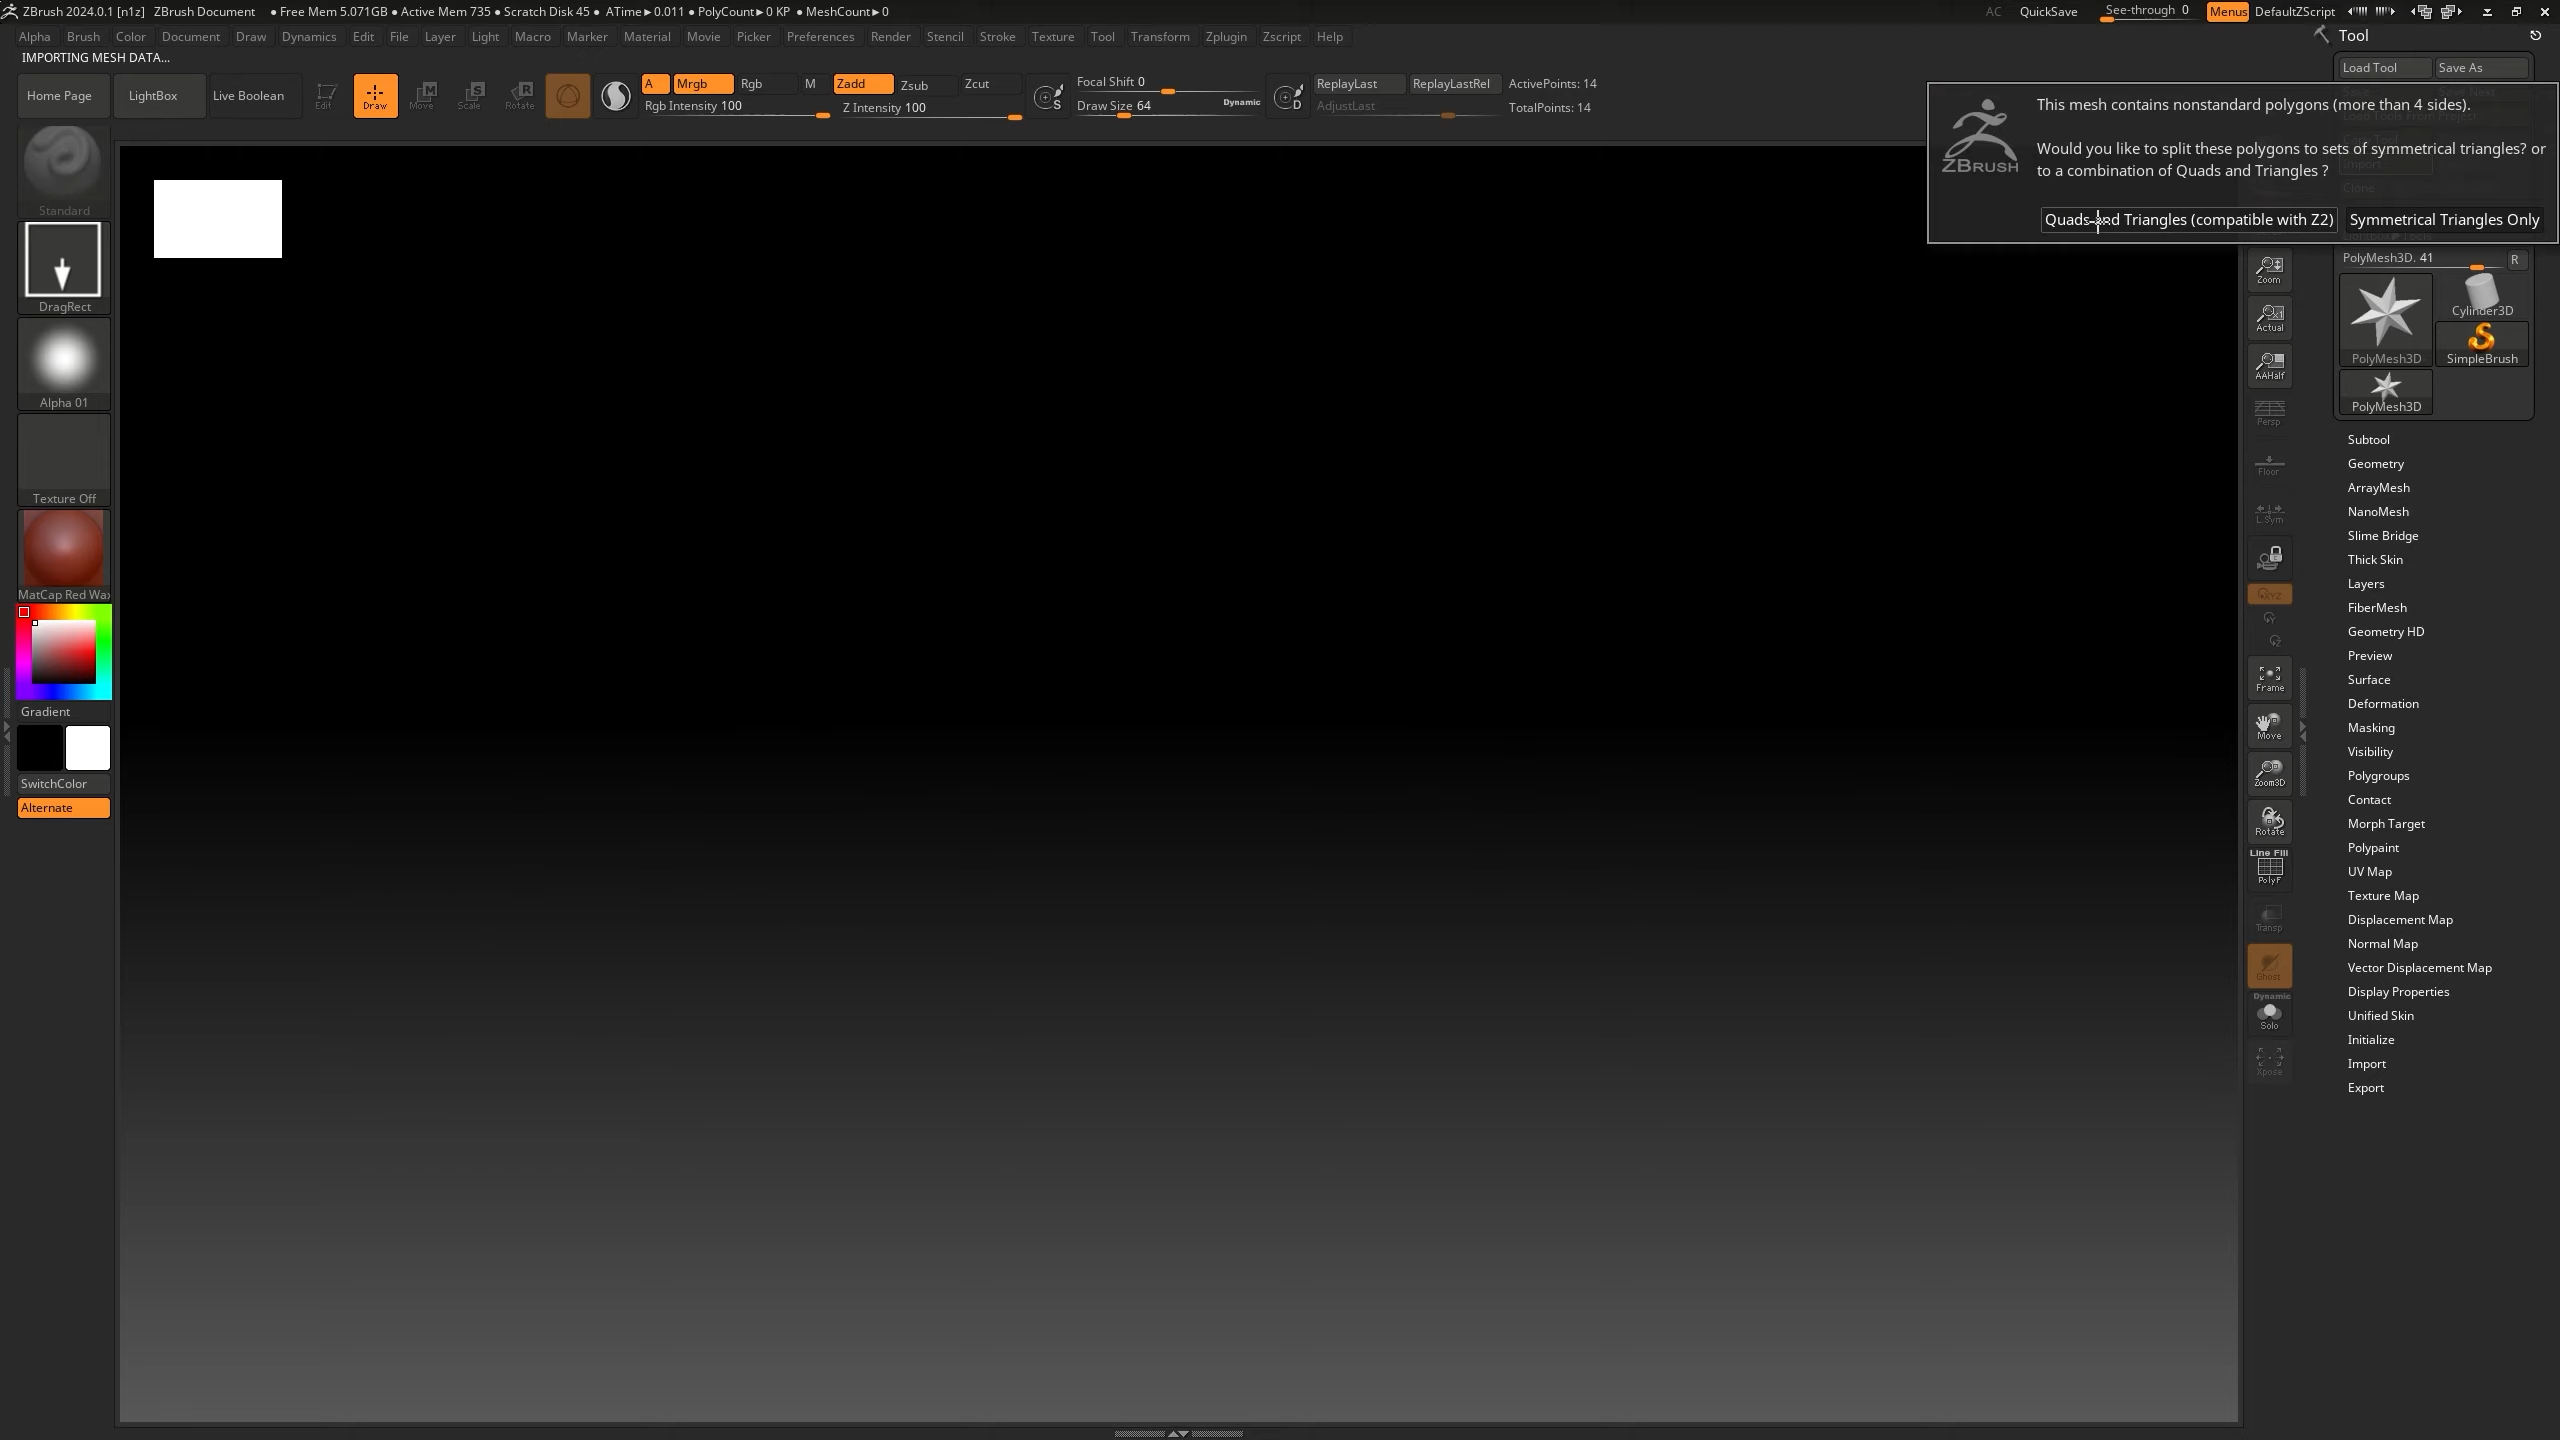 ZBrush 2024.0.1 [n1z] ZBrush Document ● Free Mem 5.071GB ● Active Mem 735 ● Scratch Disk 45 ● ATime►0.011 ● PolyCount►0 KP ● MeshCount►0 AC QuickSave See-through 0 Menus DefaultZScript
Alpha Brush Color Document Draw Dynamics Edit File Layer Light Macro Marker Material Movie Picker Preferences Render Stencil Stroke Texture Tool Transform Zplugin Zscript Help
Tool
IMPORTING MESH DATA...
Load Tool Save As
Home Page LightBox Live Boolean Edit Draw Move Scale Rotate
A Mrgb Rgb M Zadd Zsub Zcut Focal Shift 0 ReplayLast ReplayLastRel ActivePoints: 14
Rgb Intensity 100 Z Intensity 100 Draw Size 64 Dynamic AdjustLast TotalPoints: 14
This mesh contains nonstandard polygons (more than 4 sides).
Would you like to split these polygons to sets of symmetrical triangles? or
to a combination of Quads and Triangles ?
ZBRUSH
Quads and Triangles (compatible with Z2) Symmetrical Triangles Only
Clone
Standard
DragRect
Alpha 01
Texture Off
MatCap Red Wax
Gradient
SwitchColor
Alternate
Zoom
Actual
AAHalf
Persp
Floor
L.Sym
XYZ
Frame
Move
Zoom3D
Rotate
Line Fill
PolyF
Transp
Ghost
Dynamic
Solo
Xpose
PolyMesh3D. 41 R
Cylinder3D
PolyMesh3D SimpleBrush
PolyMesh3D
Subtool
Geometry
ArrayMesh
NanoMesh
Slime Bridge
Thick Skin
Layers
FiberMesh
Geometry HD
Preview
Surface
Deformation
Masking
Visibility
Polygroups
Contact
Morph Target
Polypaint
UV Map
Texture Map
Displacement Map
Normal Map
Vector Displacement Map
Display Properties
Unified Skin
Initialize
Import
Export